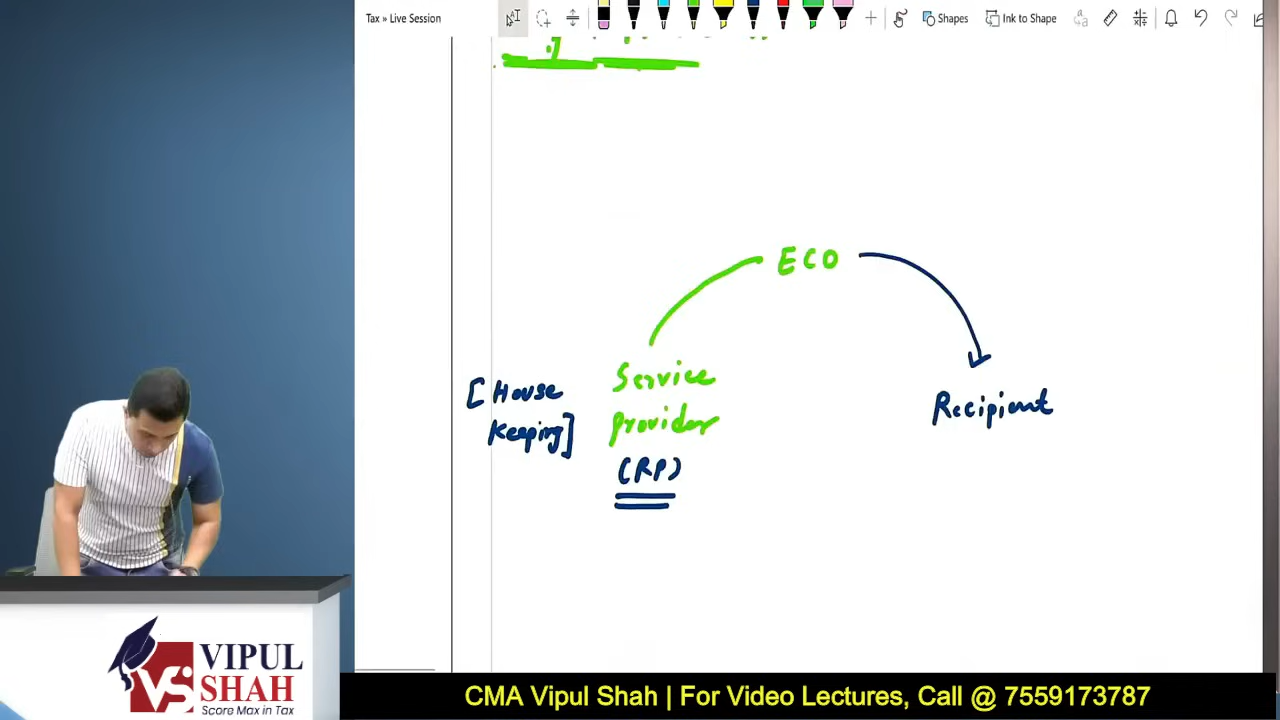 Tax » Live Session
Shapes
Ink to Shape
ECO
[House
Keeping]
Service
Provider
(RP)
Recipient
VS
VIPUL
SHAH
Score Max in Tax
CMA Vipul Shah | For Video Lectures, Call @ 7559173787